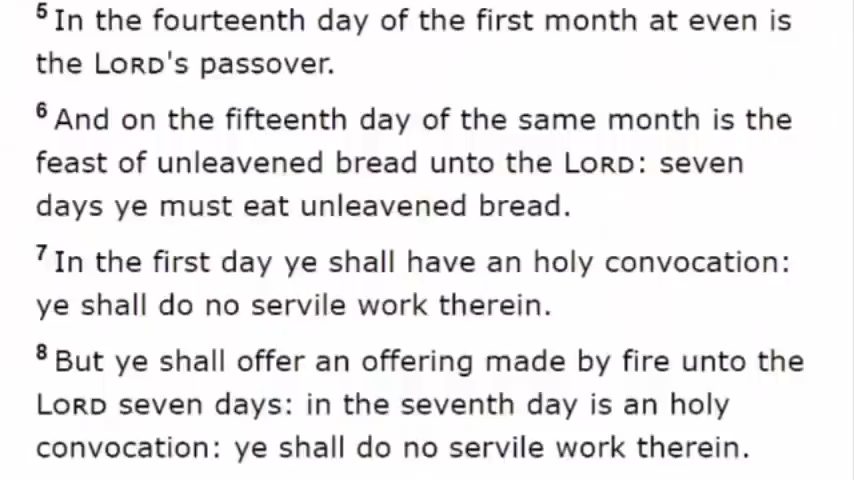 5 In the fourteenth day of the first month at even is
the LORD's passover.
6 And on the fifteenth day of the same month is the
feast of unleavened bread unto the LORD: seven
days ye must eat unleavened bread.
7 In the first day ye shall have an holy convocation:
ye shall do no servile work therein.
8 But ye shall offer an offering made by fire unto the
LORD seven days: in the seventh day is an holy
convocation: ye shall do no servile work therein.